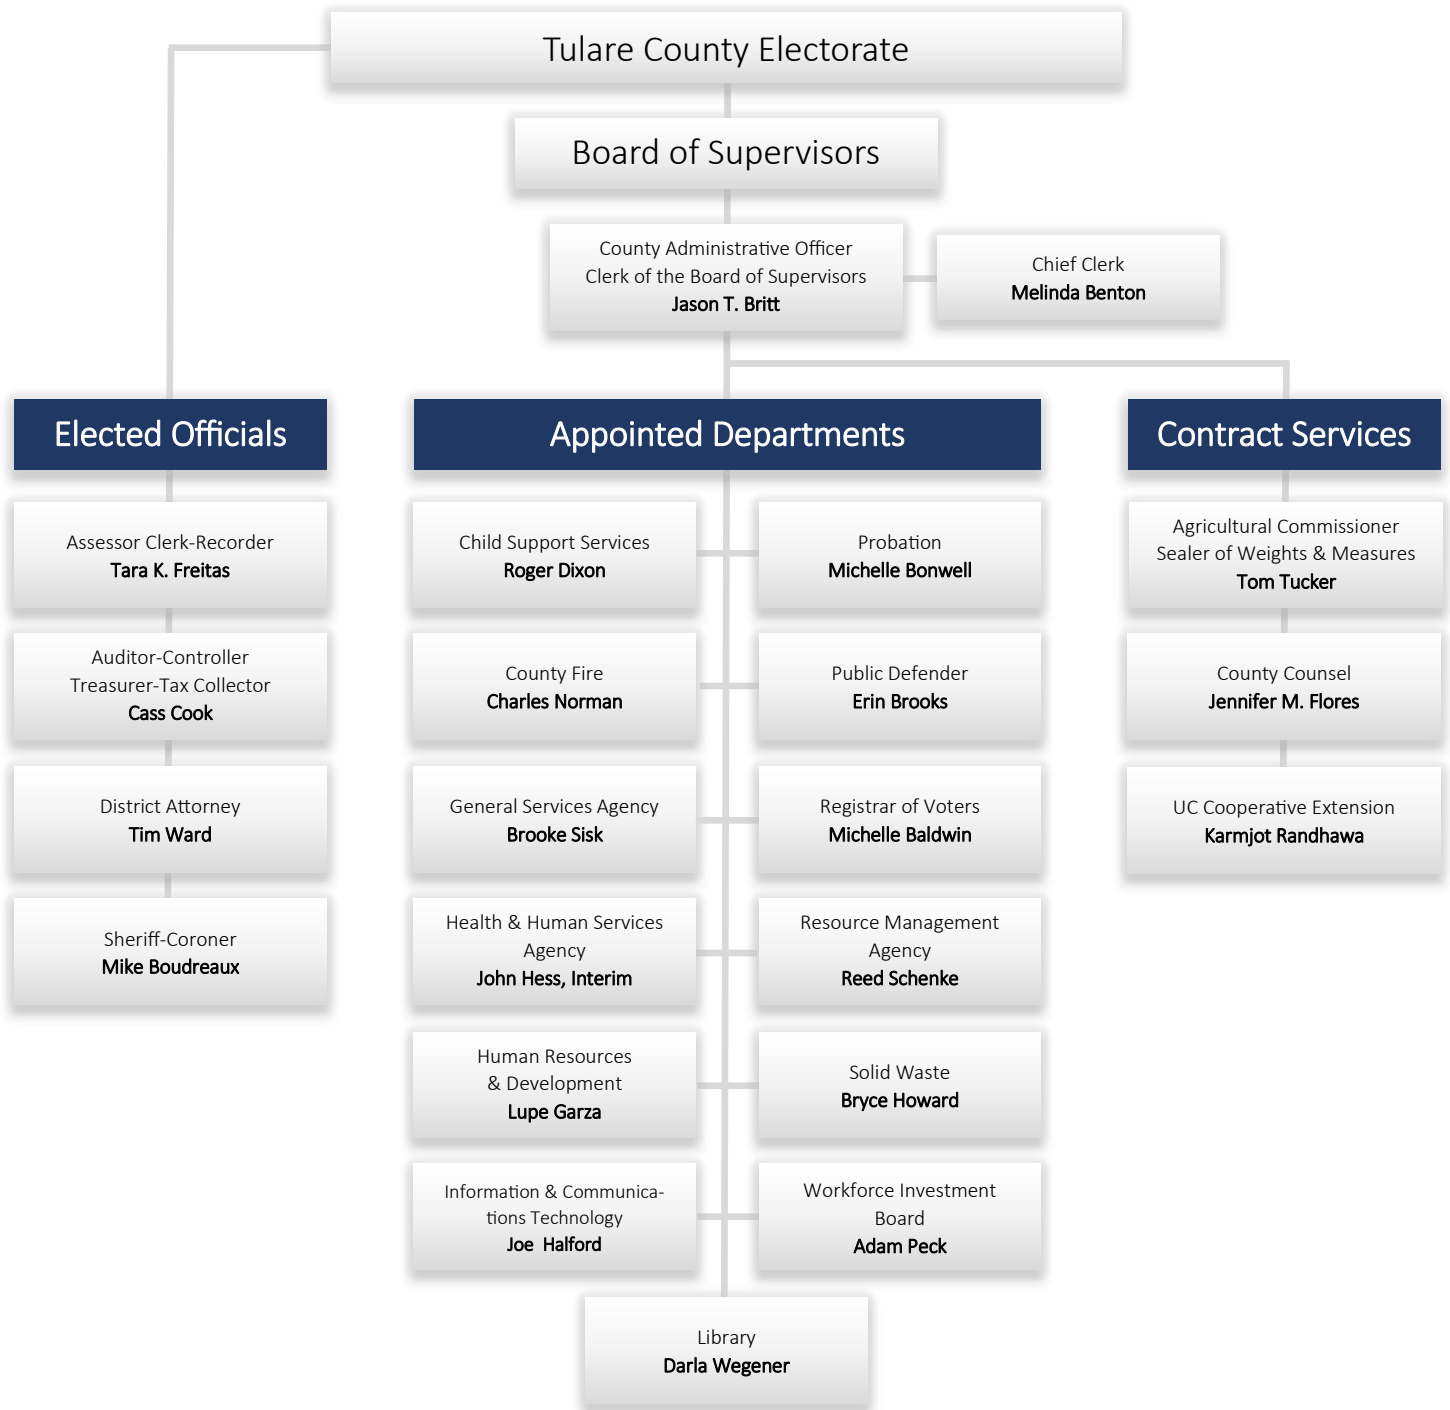 Tulare County Electorate
Board of Supervisors
County Administrative Officer
Clerk of the Board of Supervisors
Jason T. Britt
Chief Clerk
Melinda Benton
Elected Officials
Assessor Clerk-Recorder
Tara K. Freitas
Auditor-Controller
Treasurer-Tax Collector
Cass Cook
District Attorney
Tim Ward
Sheriff-Coroner
Mike Boudreaux
Appointed Departments
Child Support Services
Roger Dixon
Probation
Michelle Bonwell
County Fire
Charles Norman
Public Defender
Erin Brooks
General Services Agency
Brooke Sisk
Registrar of Voters
Michelle Baldwin
Health & Human Services
Agency
John Hess, Interim
Resource Management
Agency
Reed Schenke
Human Resources
& Development
Lupe Garza
Solid Waste
Bryce Howard
Information & Communica-
tions Technology
Joe  Halford
Workforce Investment
Board
Adam Peck
Library
Darla Wegener
Contract Services
Agricultural Commissioner
Sealer of Weights & Measures
Tom Tucker
County Counsel
Jennifer M. Flores
UC Cooperative Extension
Karmjot Randhawa